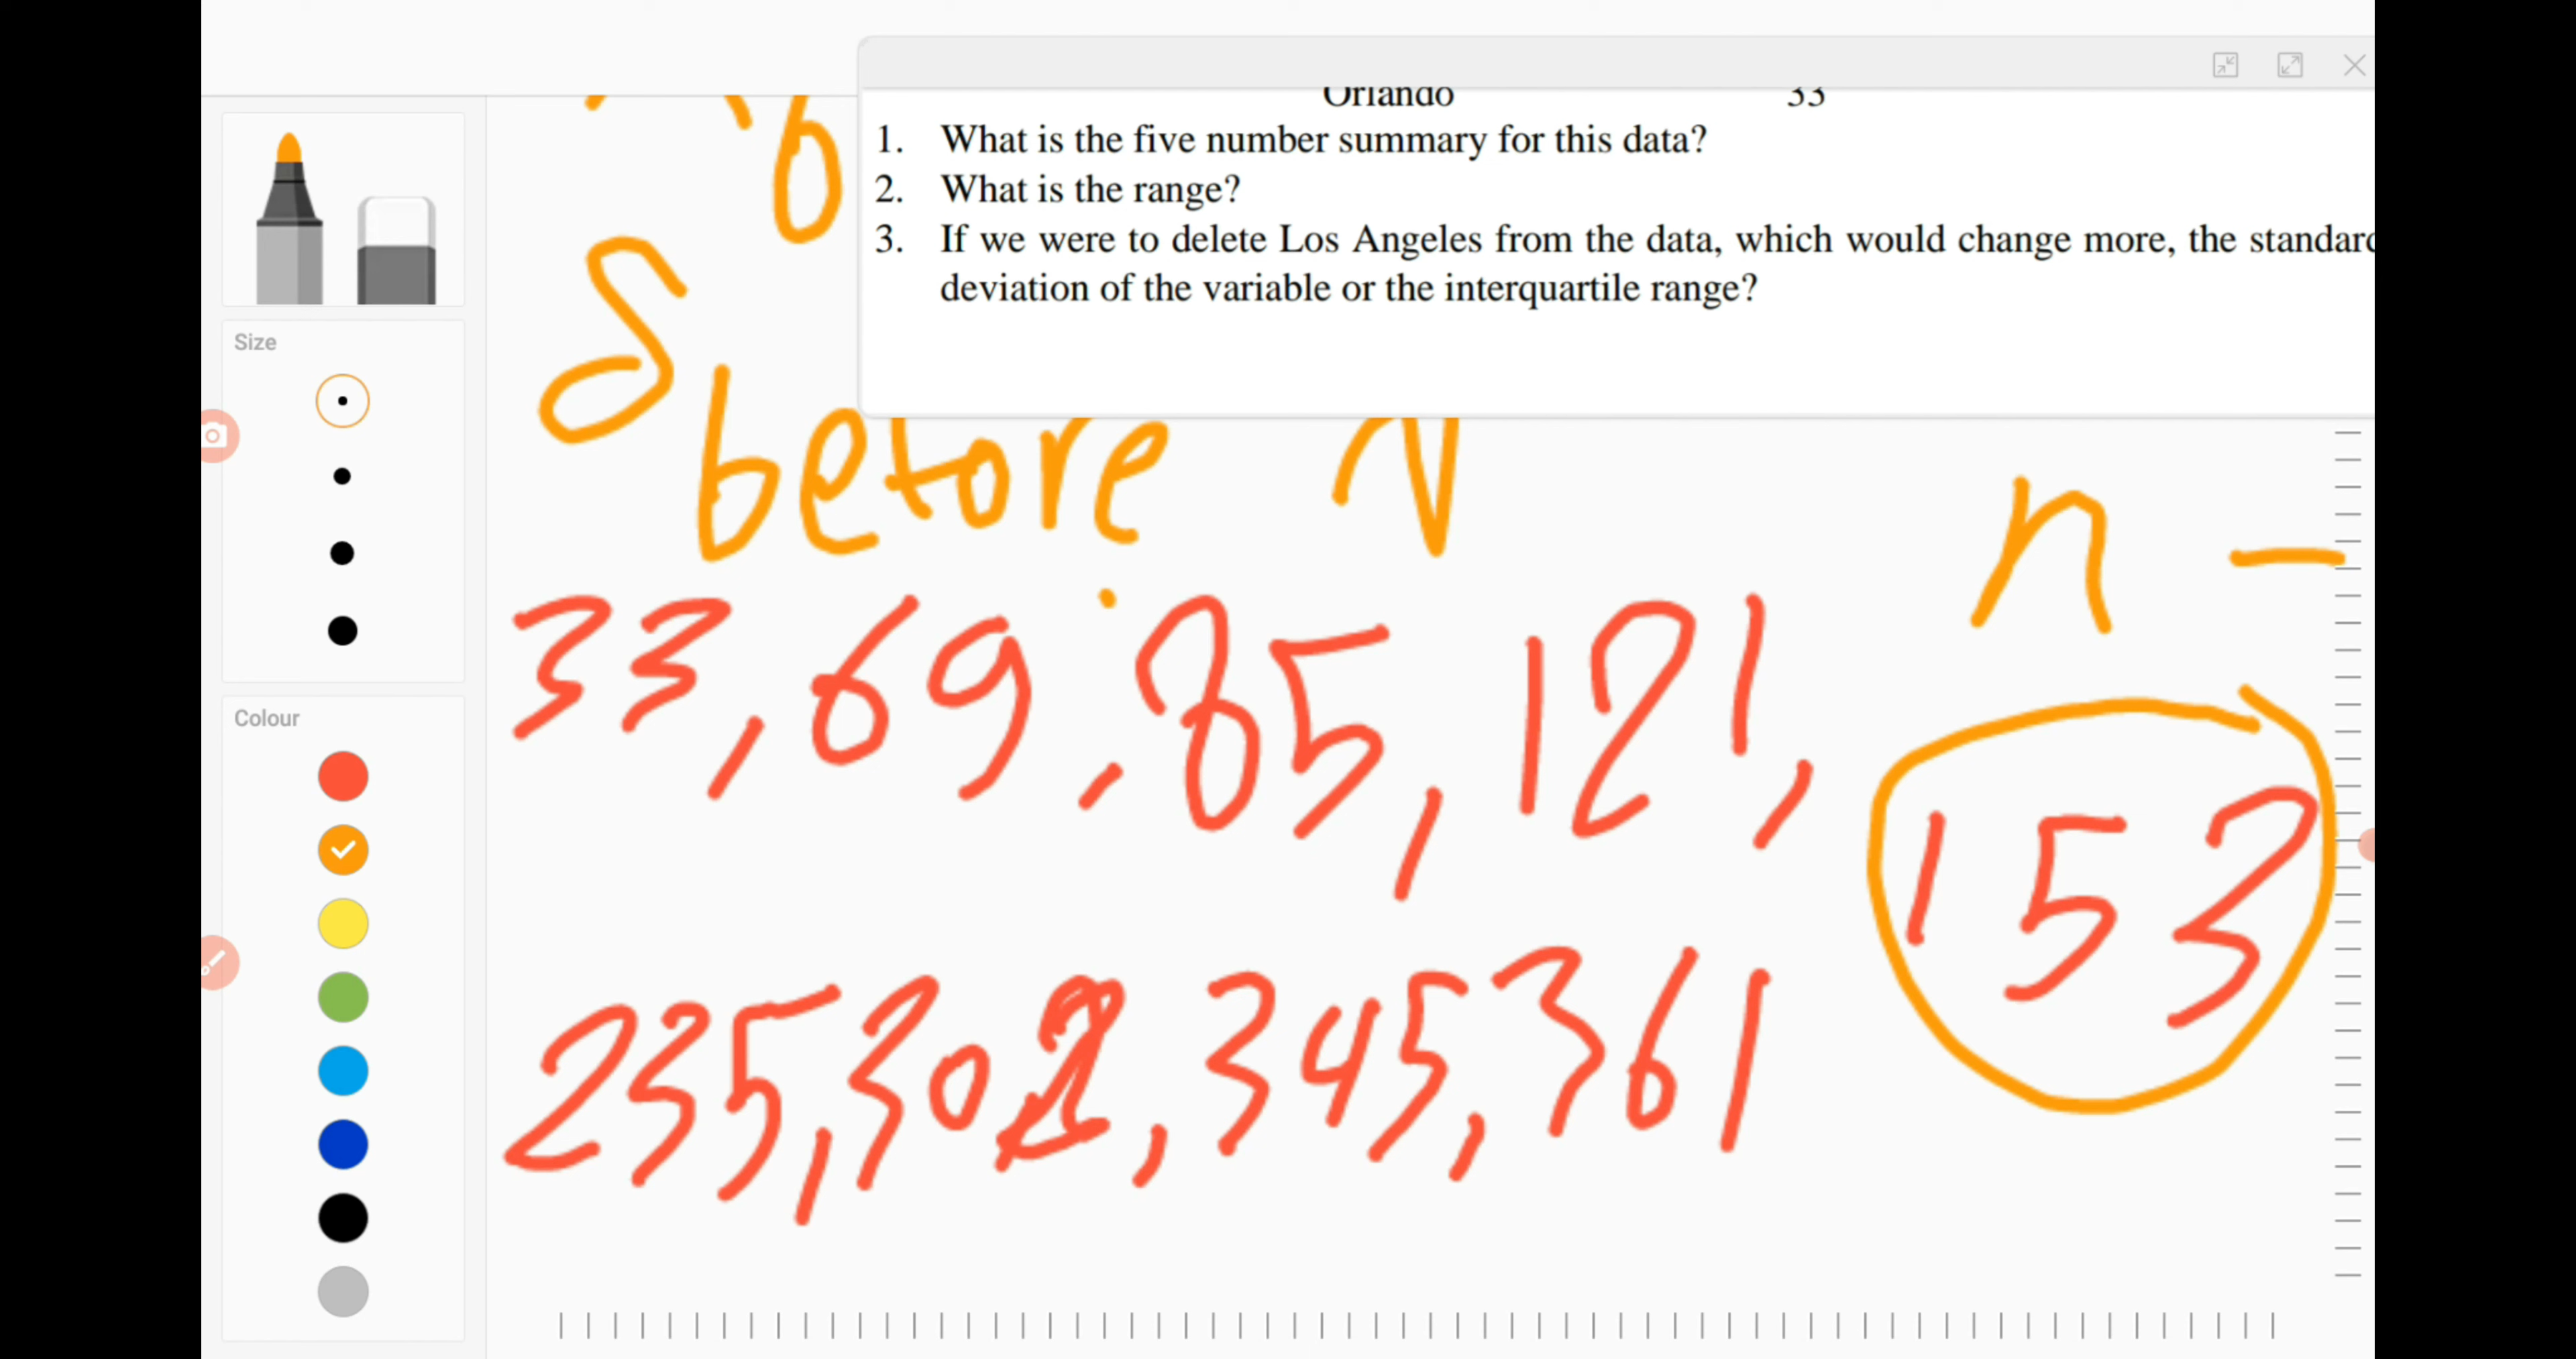 Orlando 33
1. What is the five number summary for this data?
2. What is the range?
3. If we were to delete Los Angeles from the data, which would change more, the standard
deviation of the variable or the interquartile range?
Size
Colour
S before
n -
33, 69, 85, 121, 153
235, 302, 345, 361